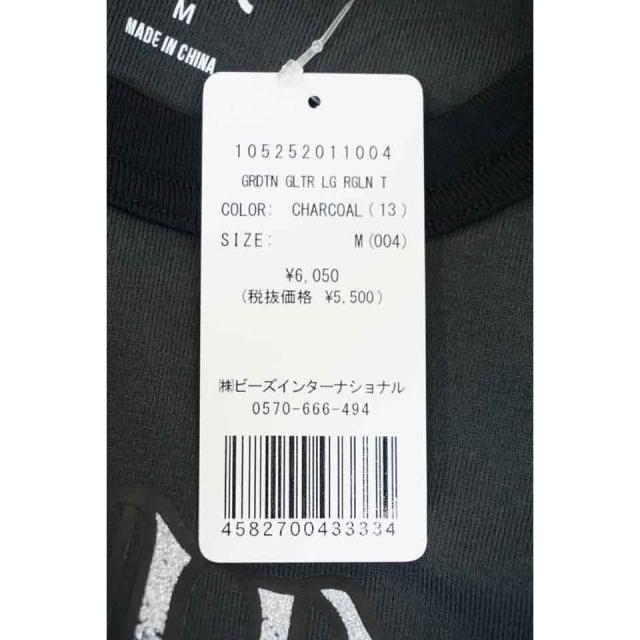 M
MADE IN CHINA
105252011004
GRDTN GLTR LG RGLN T
COLOR: CHARCOAL(13)
SIZE: M(004)
¥6,050
(税抜価格 ¥5,500)
㈱ビーズインターナショナル
0570-666-494
4582700433334